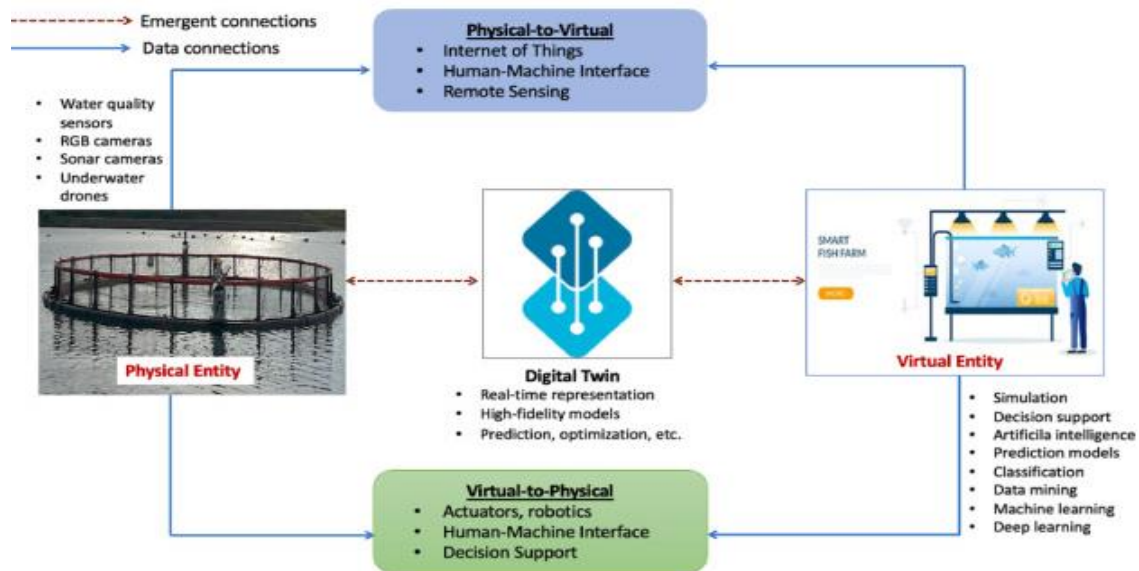 Emergent connections
Data connections
Physical-to-Virtual
• Internet of Things
• Human-Machine Interface
• Remote Sensing
• Water quality
sensors
• RGB cameras
• Sonar cameras
• Underwater
drones
Physical Entity
Digital Twin
• Real-time representation
• High-fidelity models
• Prediction, optimization, etc.
SMART
FISH FARM
Virtual Entity
• Simulation
• Decision support
• Artificila intelligence
• Prediction models
• Classification
• Data mining
• Machine learning
• Deep learning
Virtual-to-Physical
• Actuators, robotics
• Human-Machine Interface
• Decision Support